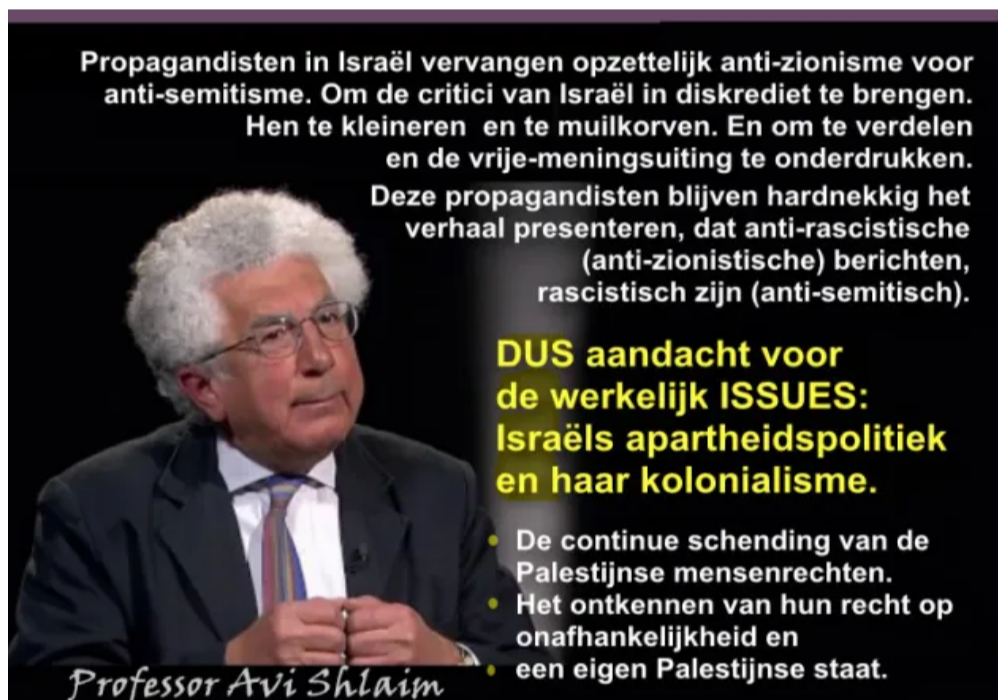 Propagandisten in Israël vervangen opzettelijk anti-zionisme voor
anti-semitisme. Om de critici van Israël in diskrediet te brengen.
Hen te kleineren en te muilkorven. En om te verdelen
en de vrije-meningsuiting te onderdrukken.
Deze propagandisten blijven hardnekkig het
verhaal presenteren, dat anti-rascistische
(anti-zionistische) berichten,
rascistisch zijn (anti-semitisch).
DUS aandacht voor
de werkelijk ISSUES:
Israëls apartheidspolitiek
en haar kolonialisme.
• De continue schending van de
Palestijnse mensenrechten.
• Het ontkennen van hun recht op
onafhankelijkheid en
• een eigen Palestijnse staat.
Professor Avi Shlaim